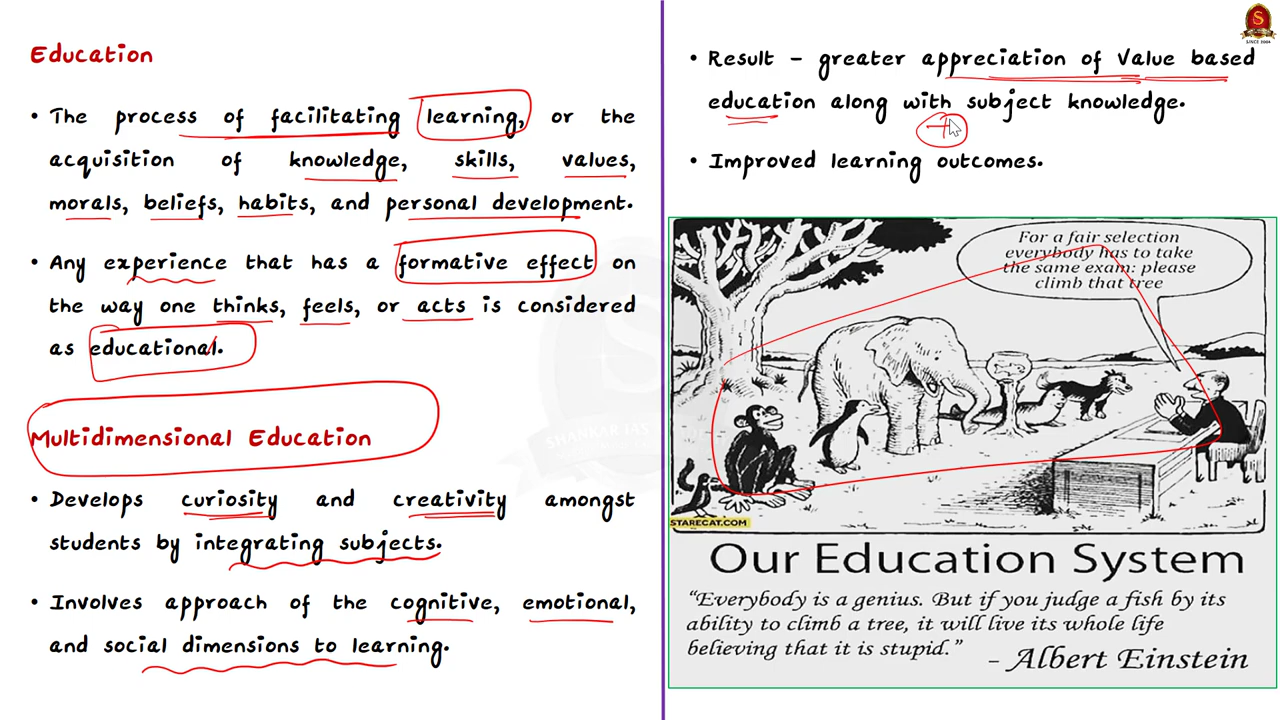 Education
• The process of facilitating learning, or the
acquisition of knowledge, skills, values,
morals, beliefs, habits, and personal development.
• Any experience that has a formative effect on
the way one thinks, feels, or acts is considered
as educational.
Multidimensional Education
• Develops curiosity and creativity amongst
students by integrating subjects.
• Involves approach of the cognitive, emotional,
and social dimensions to learning.
S
SINCE 2004
• Result – greater appreciation of Value based
education along with subject knowledge.
+
• Improved learning outcomes.
For a fair selection
everybody has to take
the same exam: please
climb that tree
STARECAT.COM
Our Education System
“Everybody is a genius. But if you judge a fish by its
ability to climb a tree, it will live its whole life
believing that it is stupid.”
– Albert Einstein
SHANKAR IAS